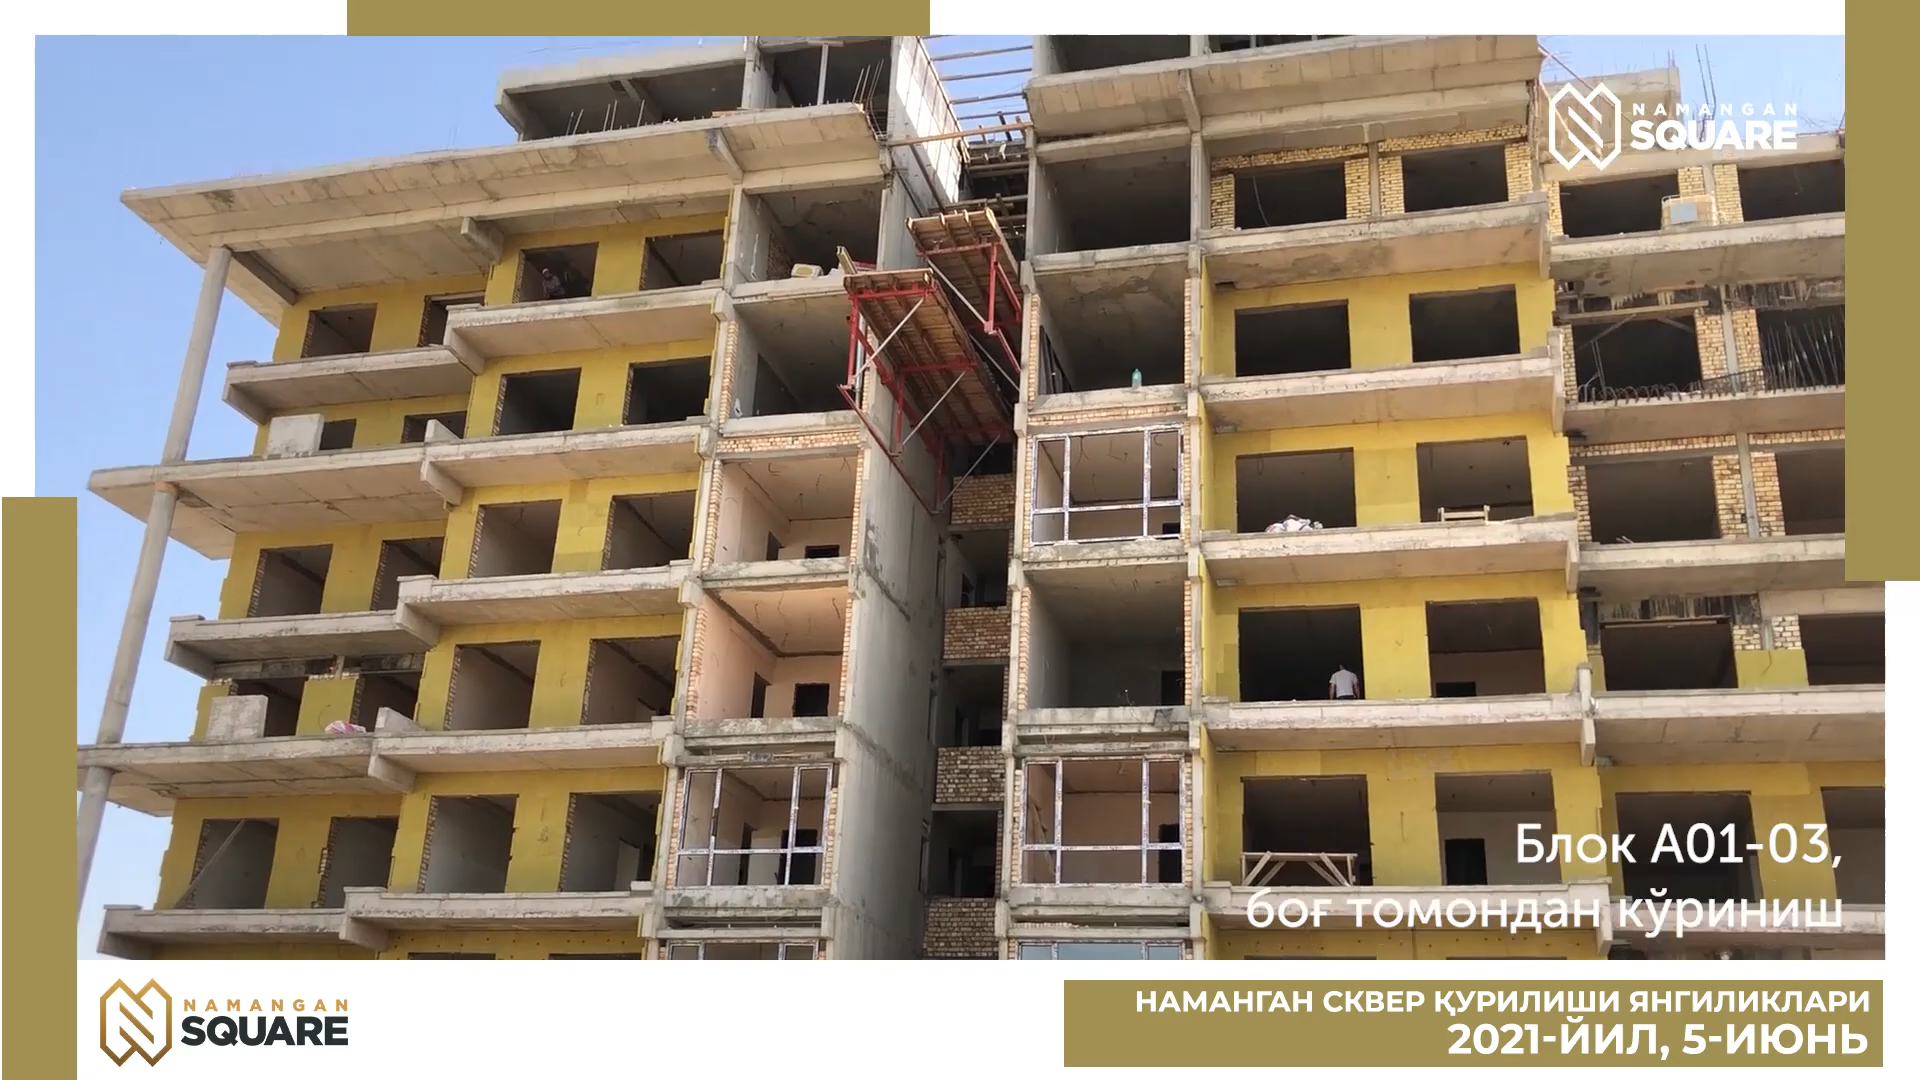 NAMANGAN
SQUARE
Блок А01-03,
боғ томондан кўриниш
NAMANGAN
SQUARE
НАМАНГАН СКВЕР ҚУРИЛИШИ ЯНГИЛИКЛАРИ
2021-ЙИЛ, 5-ИЮНЬ